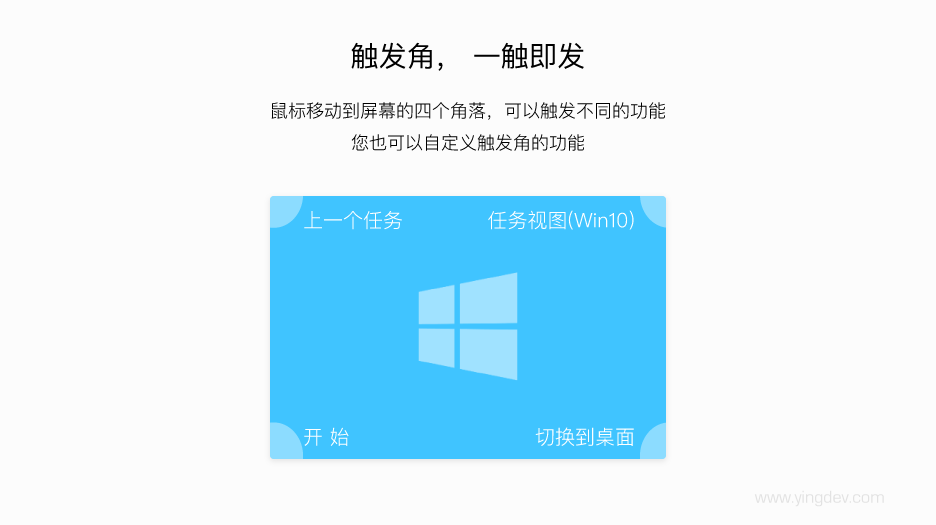 触发角， 一触即发
鼠标移动到屏幕的四个角落，可以触发不同的功能
您也可以自定义触发角的功能
上一个任务
任务视图(Win10)
开 始
切换到桌面
www.yingdev.com